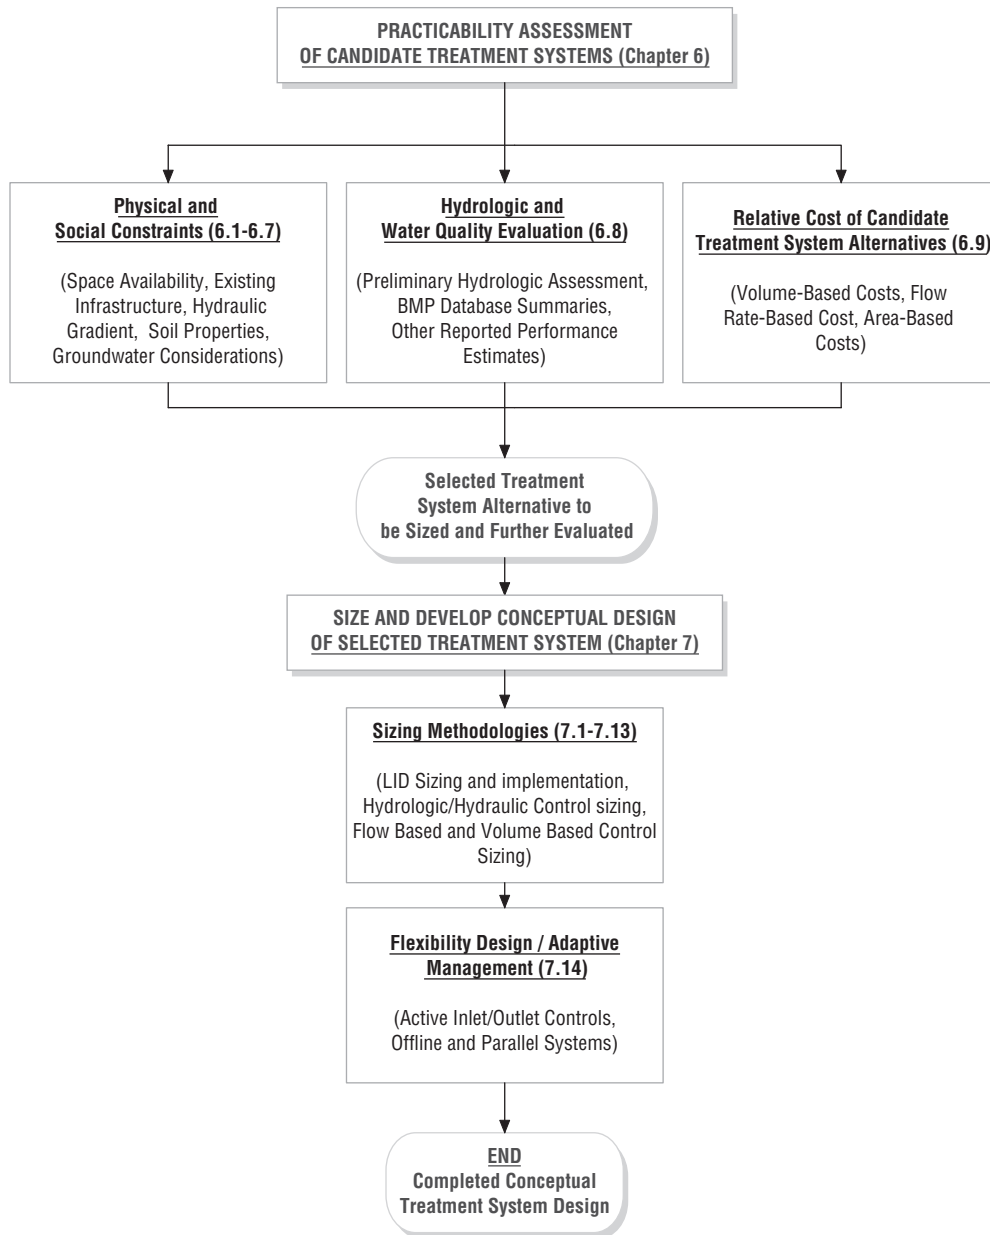 PRACTICABILITY ASSESSMENT
OF CANDIDATE TREATMENT SYSTEMS (Chapter 6)
Physical and
Social Constraints (6.1-6.7)
(Space Availability, Existing
Infrastructure, Hydraulic
Gradient, Soil Properties,
Groundwater Considerations)
Hydrologic and
Water Quality Evaluation (6.8)
(Preliminary Hydrologic Assessment,
BMP Database Summaries,
Other Reported Performance
Estimates)
Relative Cost of Candidate
Treatment System Alternatives (6.9)
(Volume-Based Costs, Flow
Rate-Based Cost, Area-Based
Costs)
Selected Treatment
System Alternative to
be Sized and Further Evaluated
SIZE AND DEVELOP CONCEPTUAL DESIGN
OF SELECTED TREATMENT SYSTEM (Chapter 7)
Sizing Methodologies (7.1-7.13)
(LID Sizing and implementation,
Hydrologic/Hydraulic Control sizing,
Flow Based and Volume Based Control
Sizing)
Flexibility Design / Adaptive
Management (7.14)
(Active Inlet/Outlet Controls,
Offline and Parallel Systems)
END
Completed Conceptual
Treatment System Design